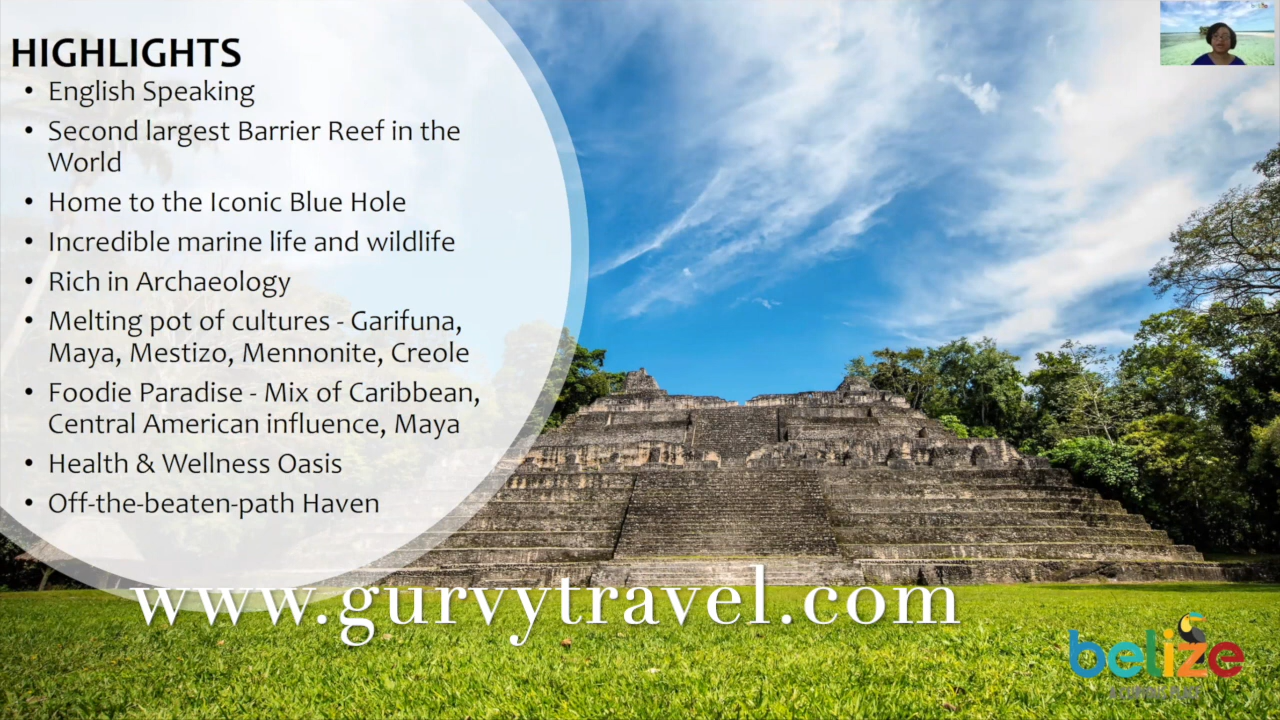 HIGHLIGHTS
• English Speaking
• Second largest Barrier Reef in the
World
• Home to the Iconic Blue Hole
• Incredible marine life and wildlife
• Rich in Archaeology
• Melting pot of cultures - Garifuna,
Maya, Mestizo, Mennonite, Creole
• Foodie Paradise - Mix of Caribbean,
Central American influence, Maya
• Health & Wellness Oasis
• Off-the-beaten-path Haven
www.gurvytravel.com
belize